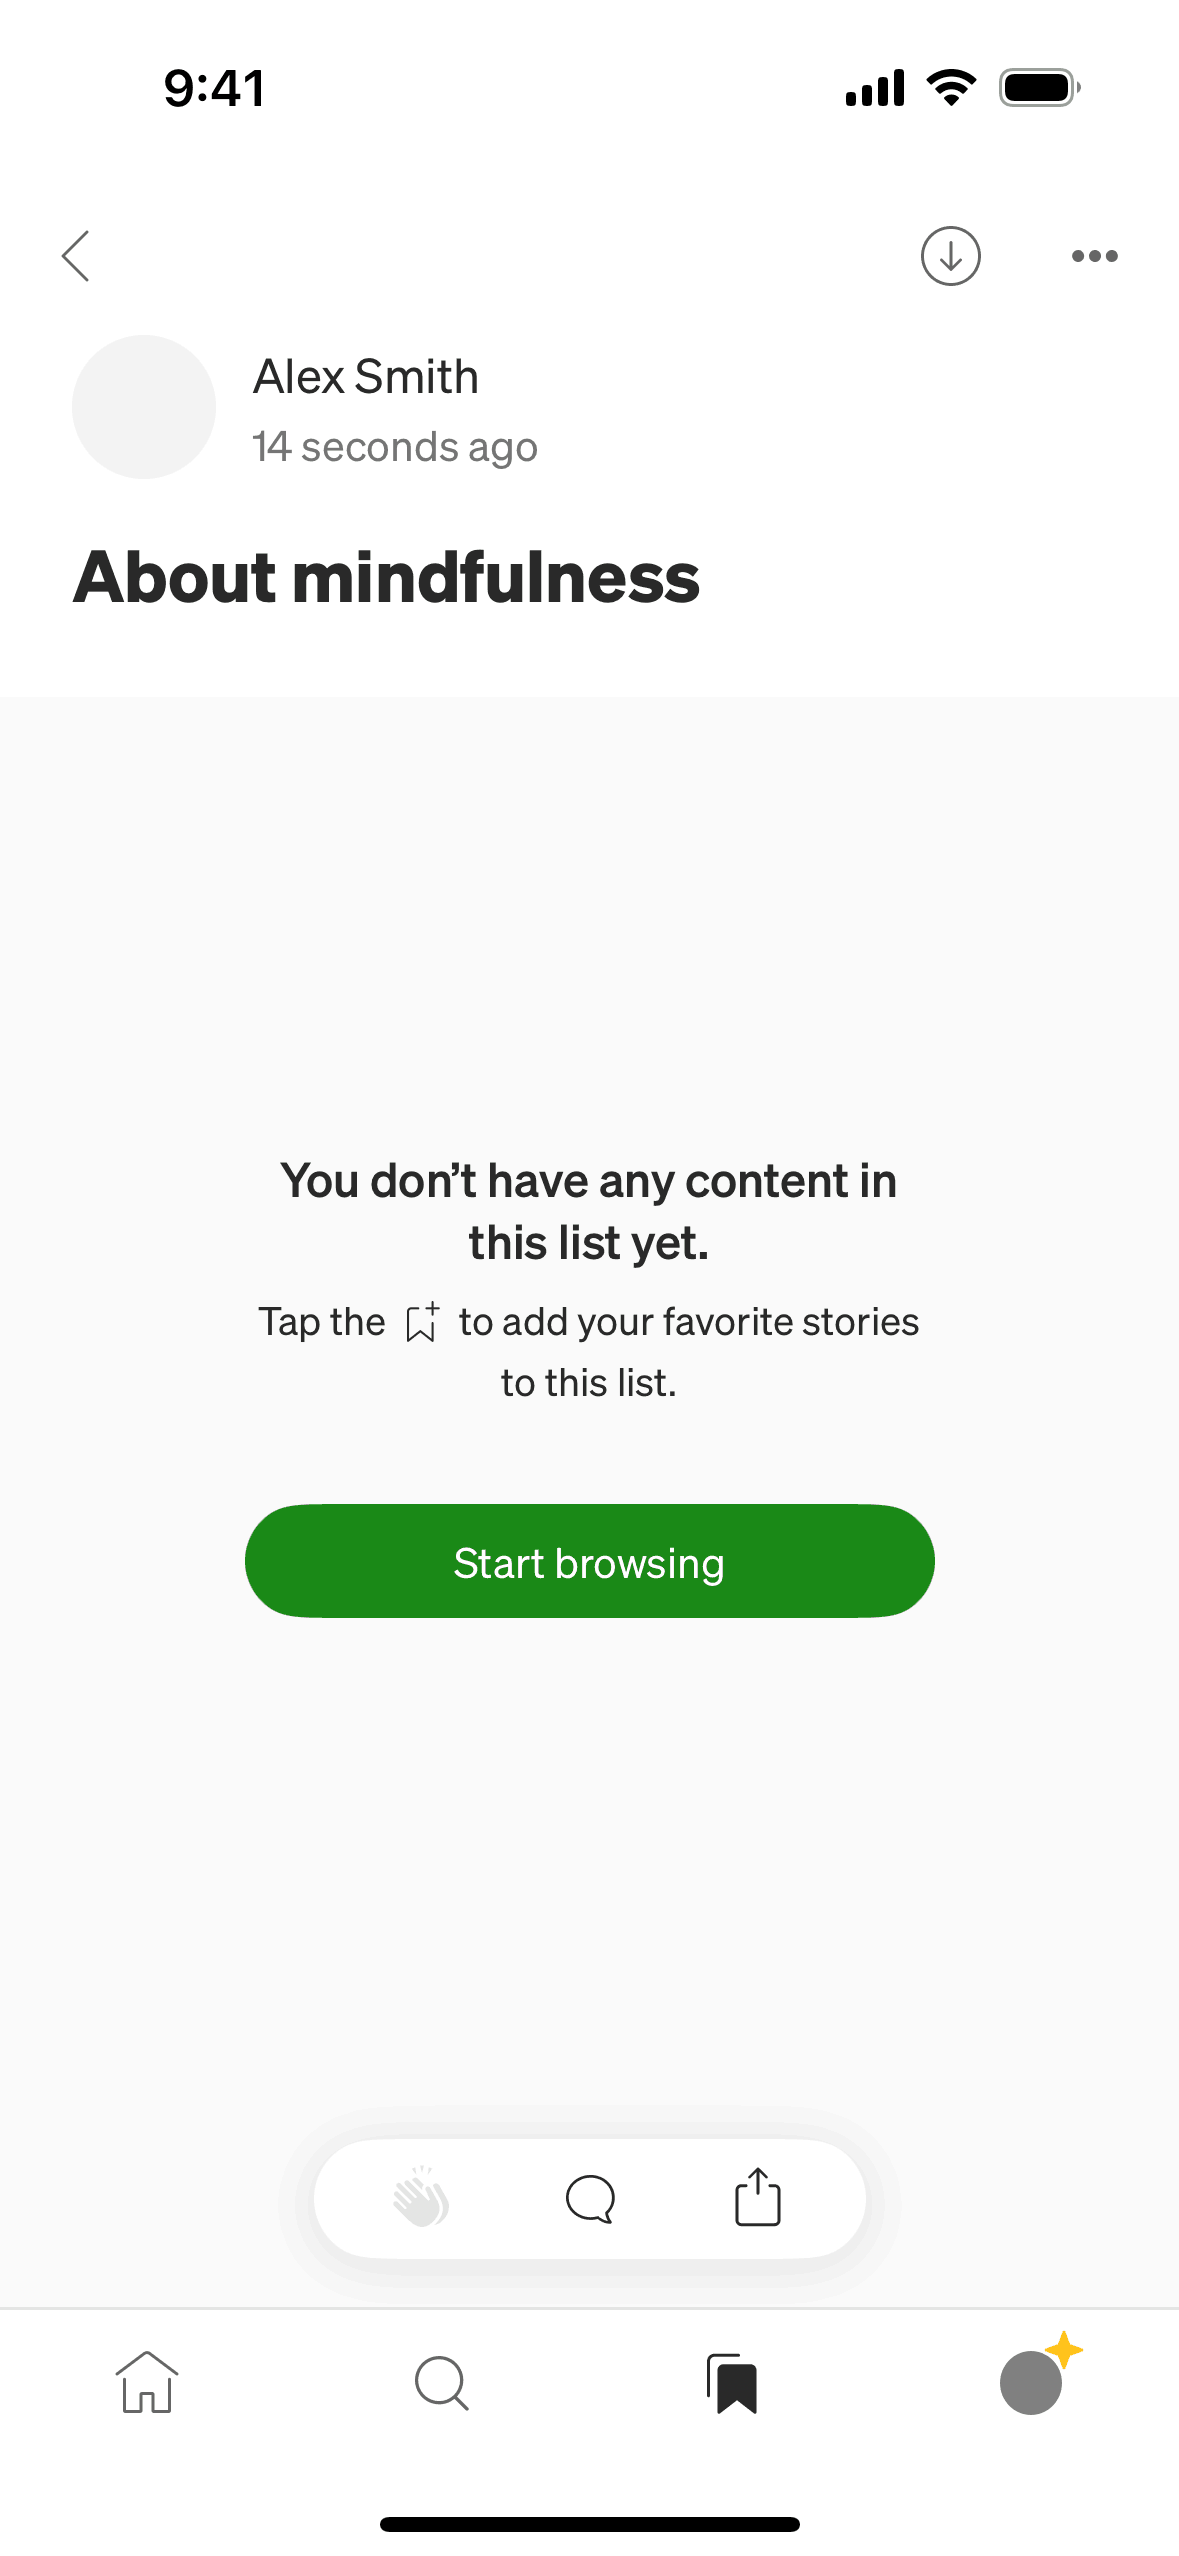 9:41
Alex Smith
14 seconds ago
About mindfulness
You don’t have any content in
this list yet.
Tap the to add your favorite stories
to this list.
Start browsing